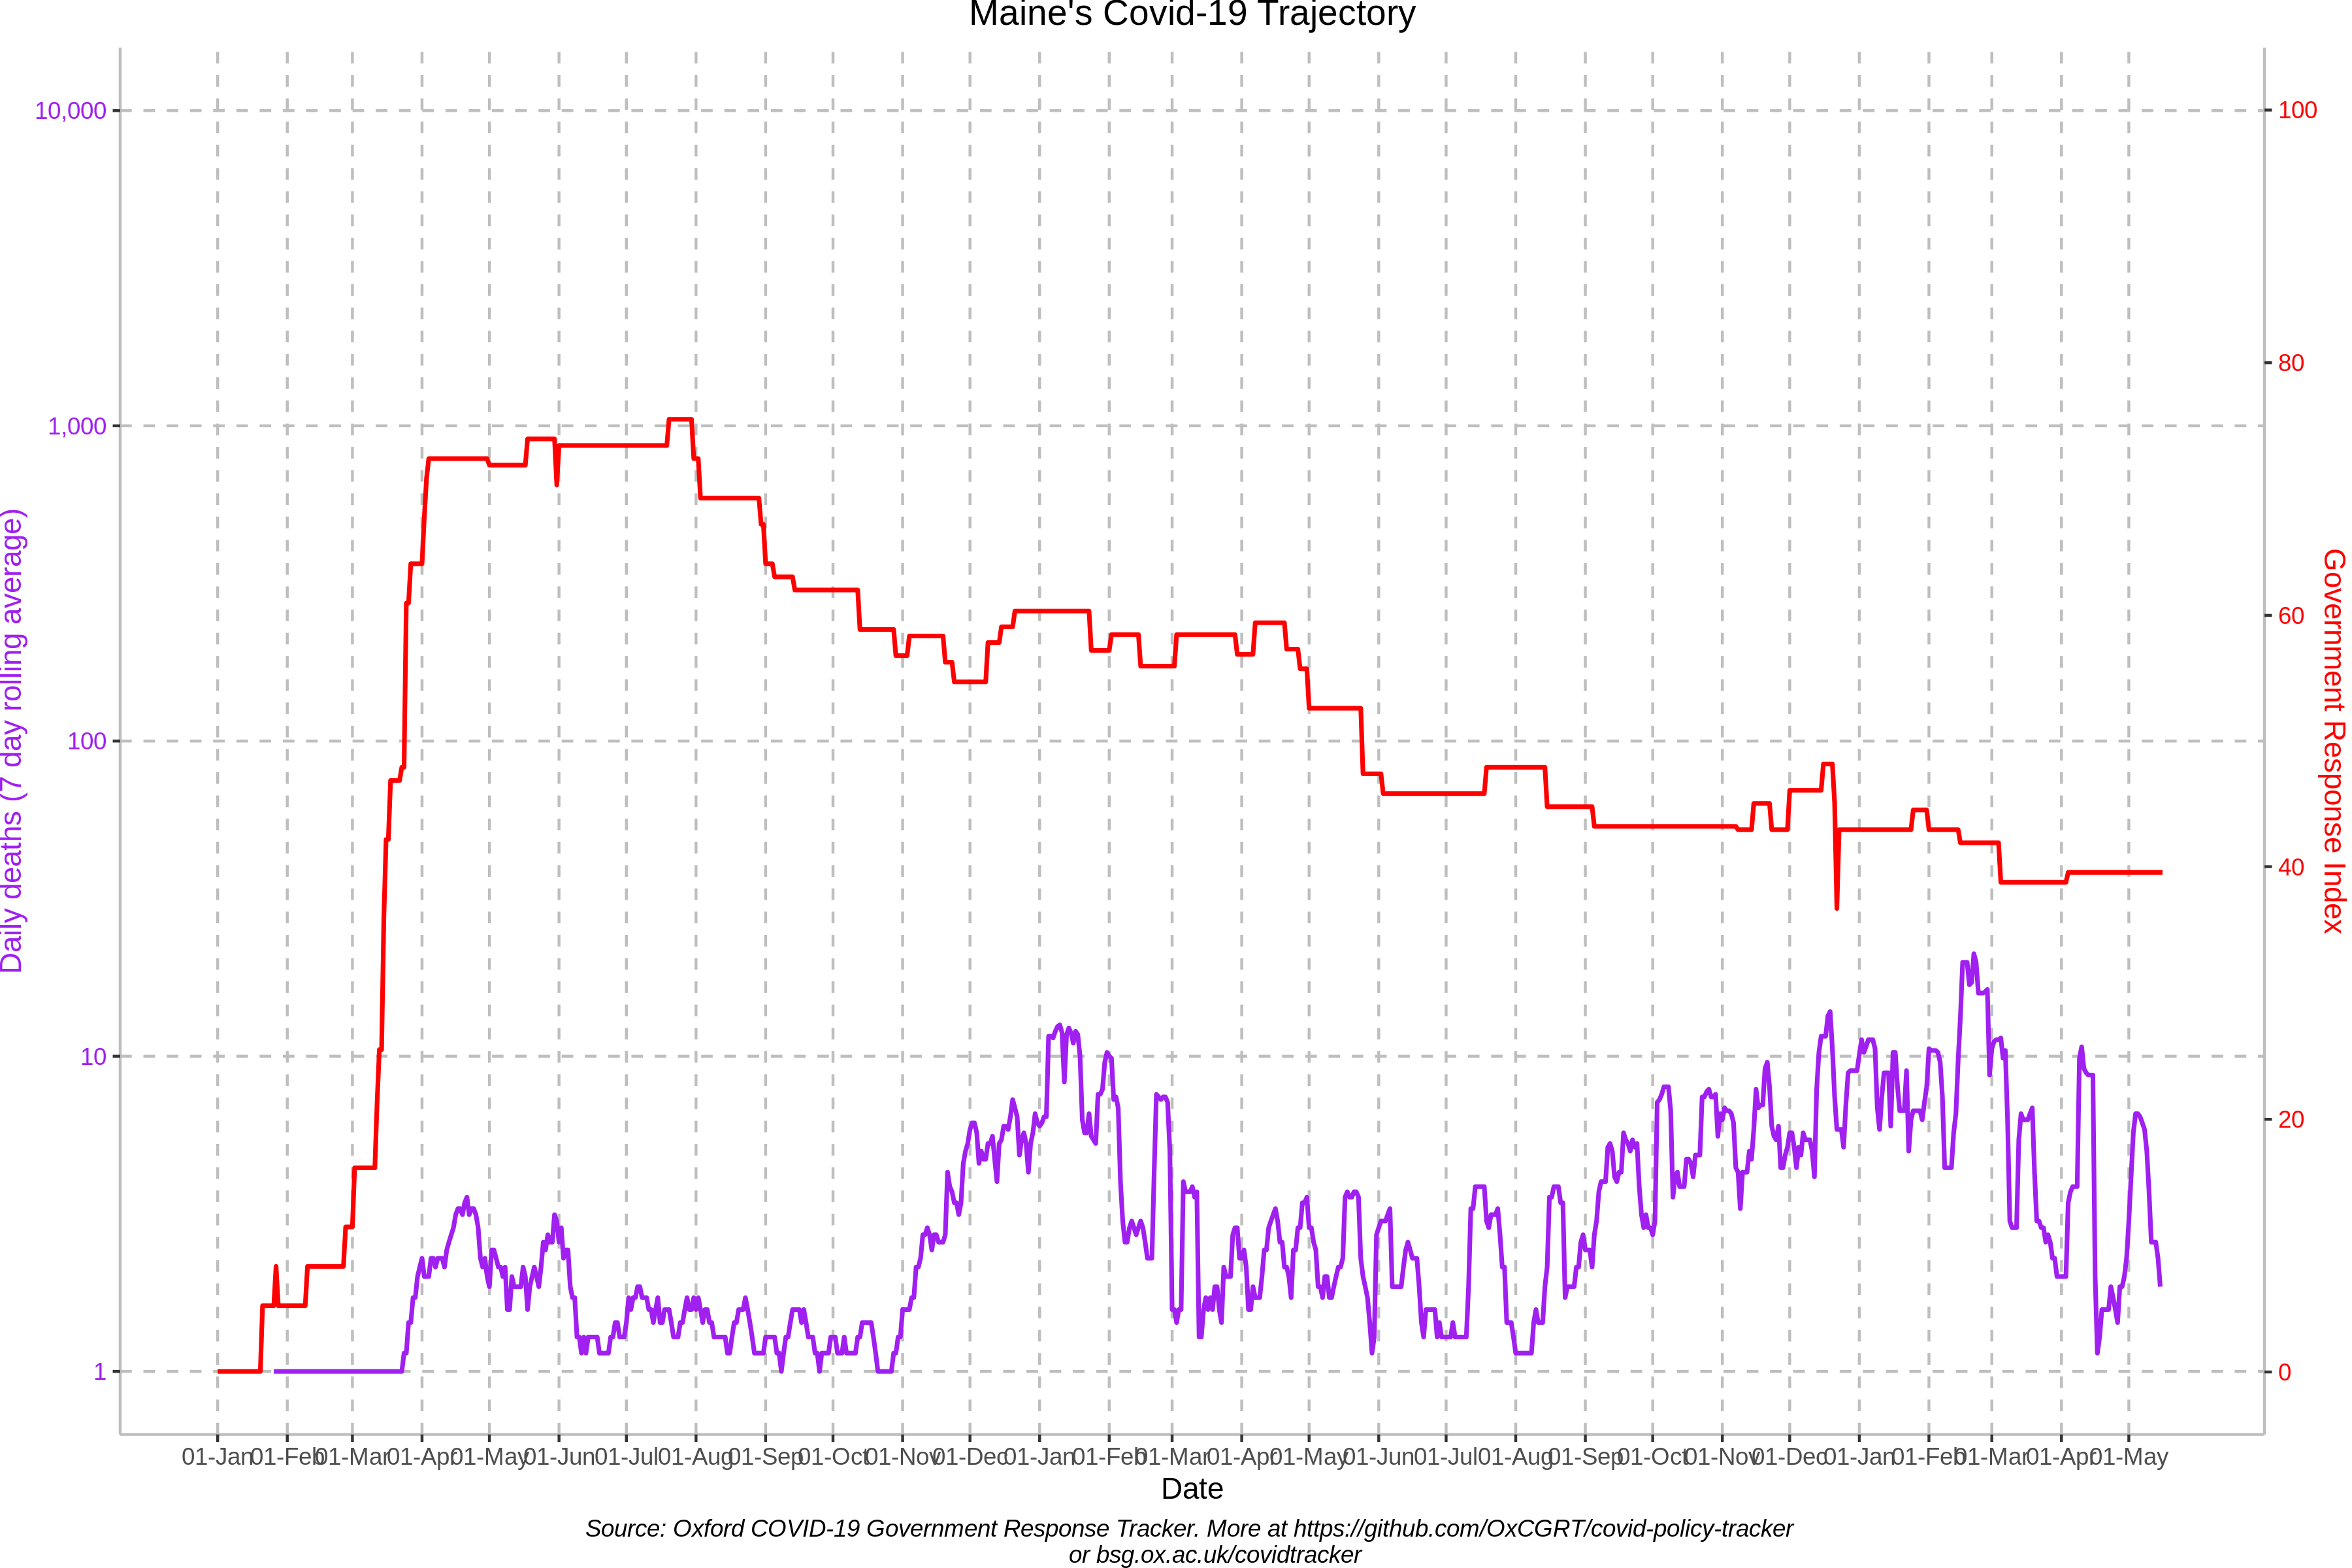 Maine's Covid-19 Trajectory
10,000
1,000
100
10
1
Daily deaths (7 day rolling average)
100
80
60
40
20
0
Government Response Index
01-Jan 01-Feb 01-Mar 01-Apr 01-May 01-Jun 01-Jul 01-Aug 01-Sep 01-Oct 01-Nov 01-Dec 01-Jan 01-Feb 01-Mar 01-Apr 01-May 01-Jun 01-Jul 01-Aug 01-Sep 01-Oct 01-Nov 01-Dec 01-Jan 01-Feb 01-Mar 01-Apr 01-May
Date
Source: Oxford COVID-19 Government Response Tracker. More at https://github.com/OxCGRT/covid-policy-tracker
or bsg.ox.ac.uk/covidtracker